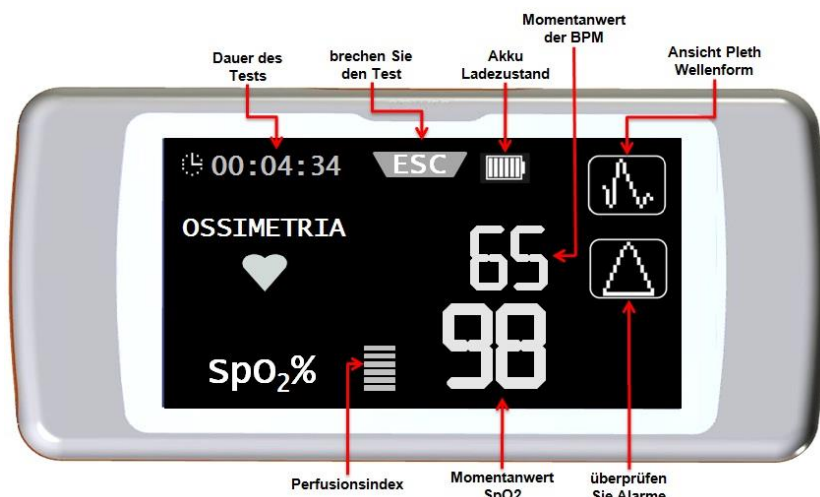 Momentanwert
der BPM
Dauer des
Tests
brechen Sie
den Test
Akku
Ladezustand
Ansicht Pleth
Wellenform
00:04:34
ESC
OSSIMETRIA
65
SpO₂%
98
Perfusionsindex
Momentanwert
SpO2
überprüfen
Sie Alarme